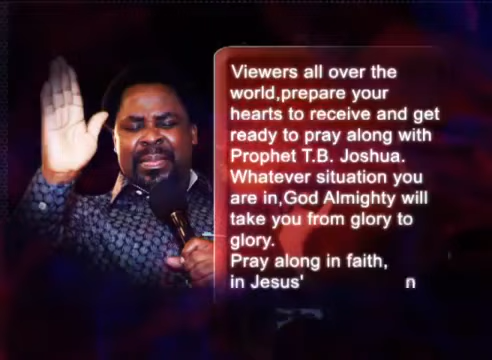 Viewers all over the
world,prepare your
hearts to receive and get
ready to pray along with
Prophet T.B. Joshua.
Whatever situation you
are in,God Almighty will
take you from glory to
glory.
Pray along in faith,
in Jesus' n